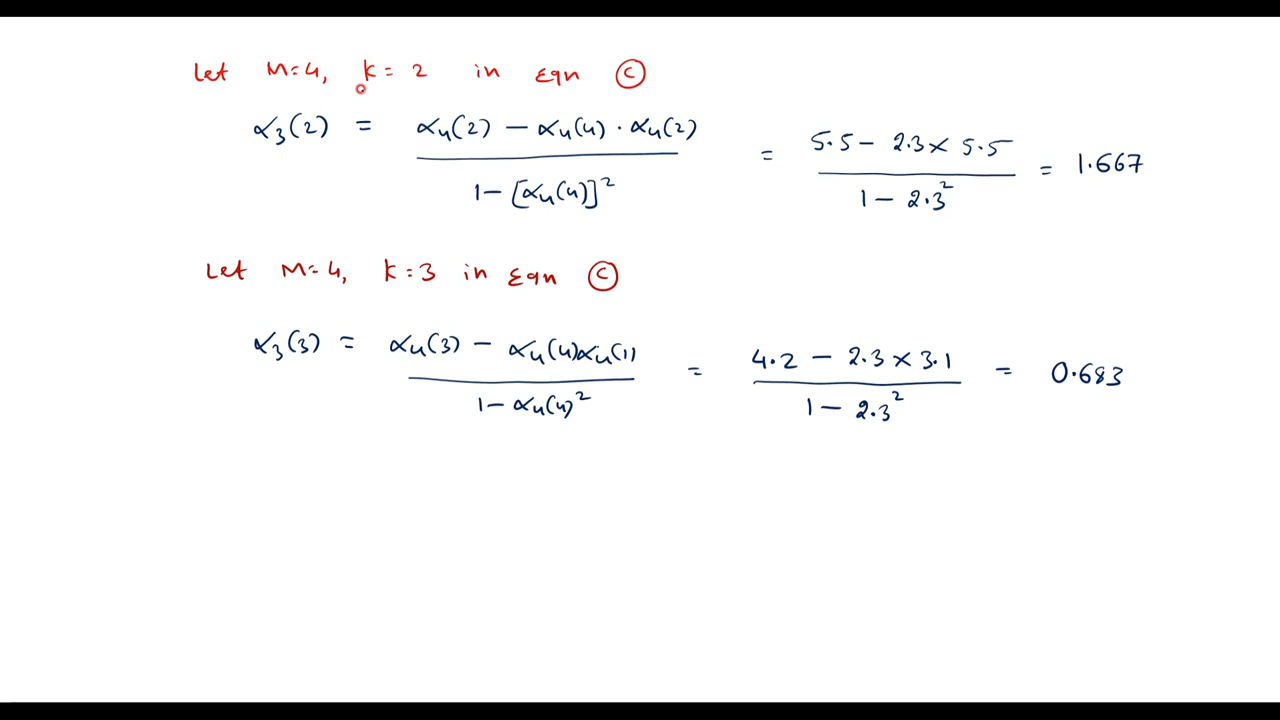 Let M=4, k=2 in Eqn Ⓒ
α₃(2) = (α₄(2) − α₄(4)·α₄(2)) / (1−[α₄(4)]²) = (5.5 − 2.3 × 5.5) / (1 − 2.3²) = 1.667
Let M=4, k=3 in Eqn Ⓒ
α₃(3) = (α₄(3) − α₄(4)α₄(1)) / (1−α₄(4)²) = (4.2 − 2.3 × 3.1) / (1 − 2.3²) = 0.683